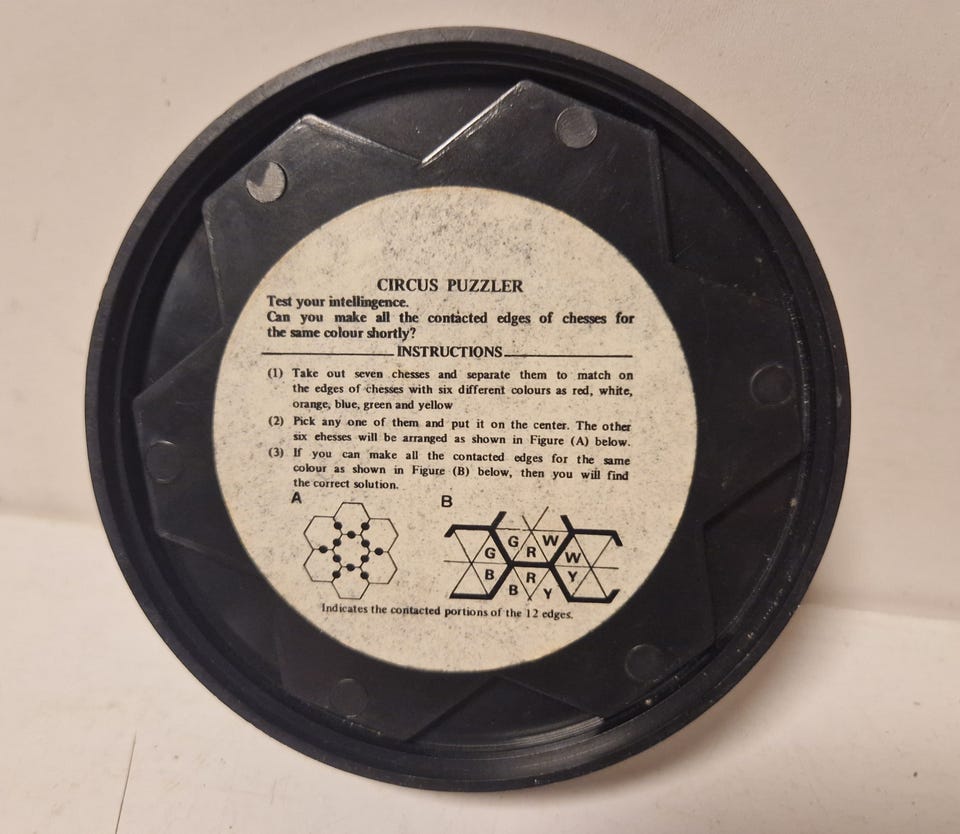 CIRCUS PUZZLER
Test your intellingence.
Can you make all the contacted edges of chesses for
the same colour shortly?
INSTRUCTIONS
(1) Take out seven chesses and separate them to match on
the edges of chesses with six different colours as red, white,
orange, blue, green and yellow
(2) Pick any one of them and put it on the center. The other
six ehesses will be arranged as shown in Figure (A) below.
(3) If you can make all the contacted edges for the same
colour as shown in Figure (B) below, then you will find
the correct solution.
A B
G W
G R W
B R Y
B Y
Indicates the contacted portions of the 12 edges.